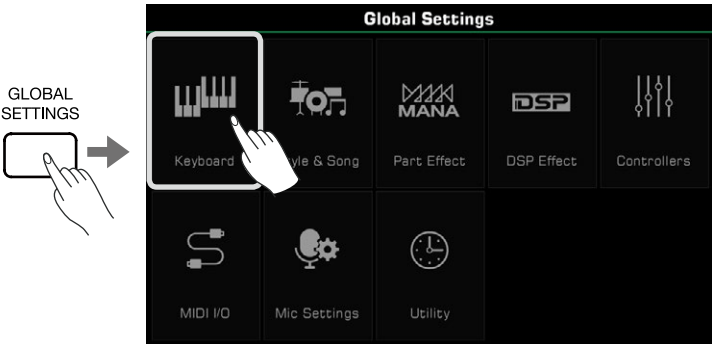 Global Settings
GLOBAL
SETTINGS
MANA
DSP
Keyboard
yle & Song
Part Effect
DSP Effect
Controllers
MIDI I/O
Mic Settings
Utility